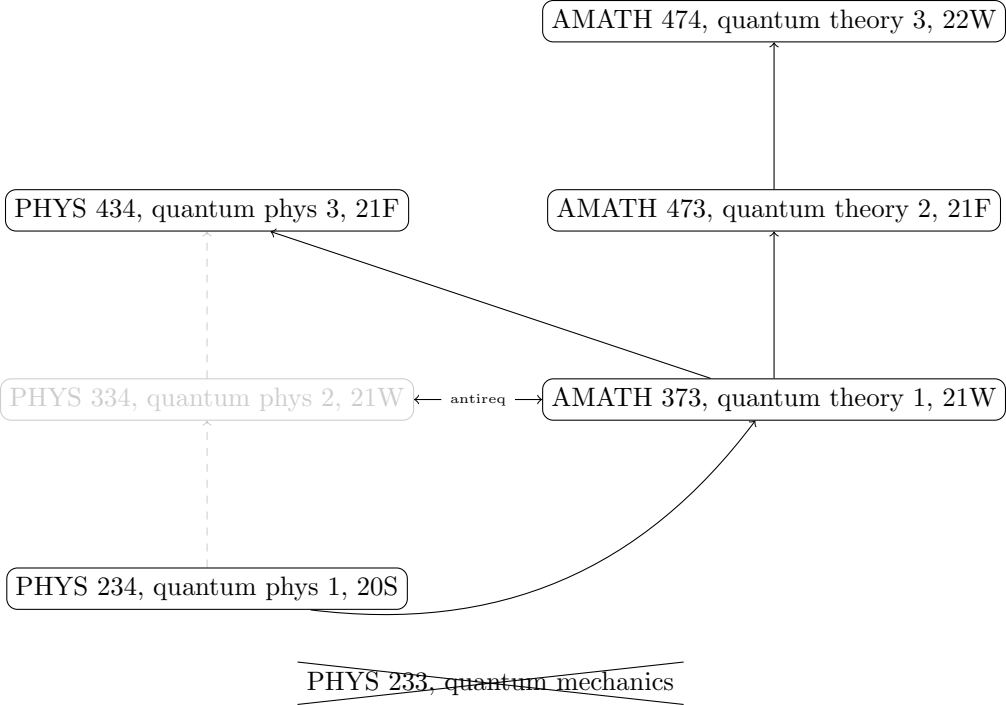 AMATH 474, quantum theory 3, 22W
PHYS 434, quantum phys 3, 21F
AMATH 473, quantum theory 2, 21F
PHYS 334, quantum phys 2, 21W
antireq
AMATH 373, quantum theory 1, 21W
PHYS 234, quantum phys 1, 20S
PHYS 233, quantum mechanics